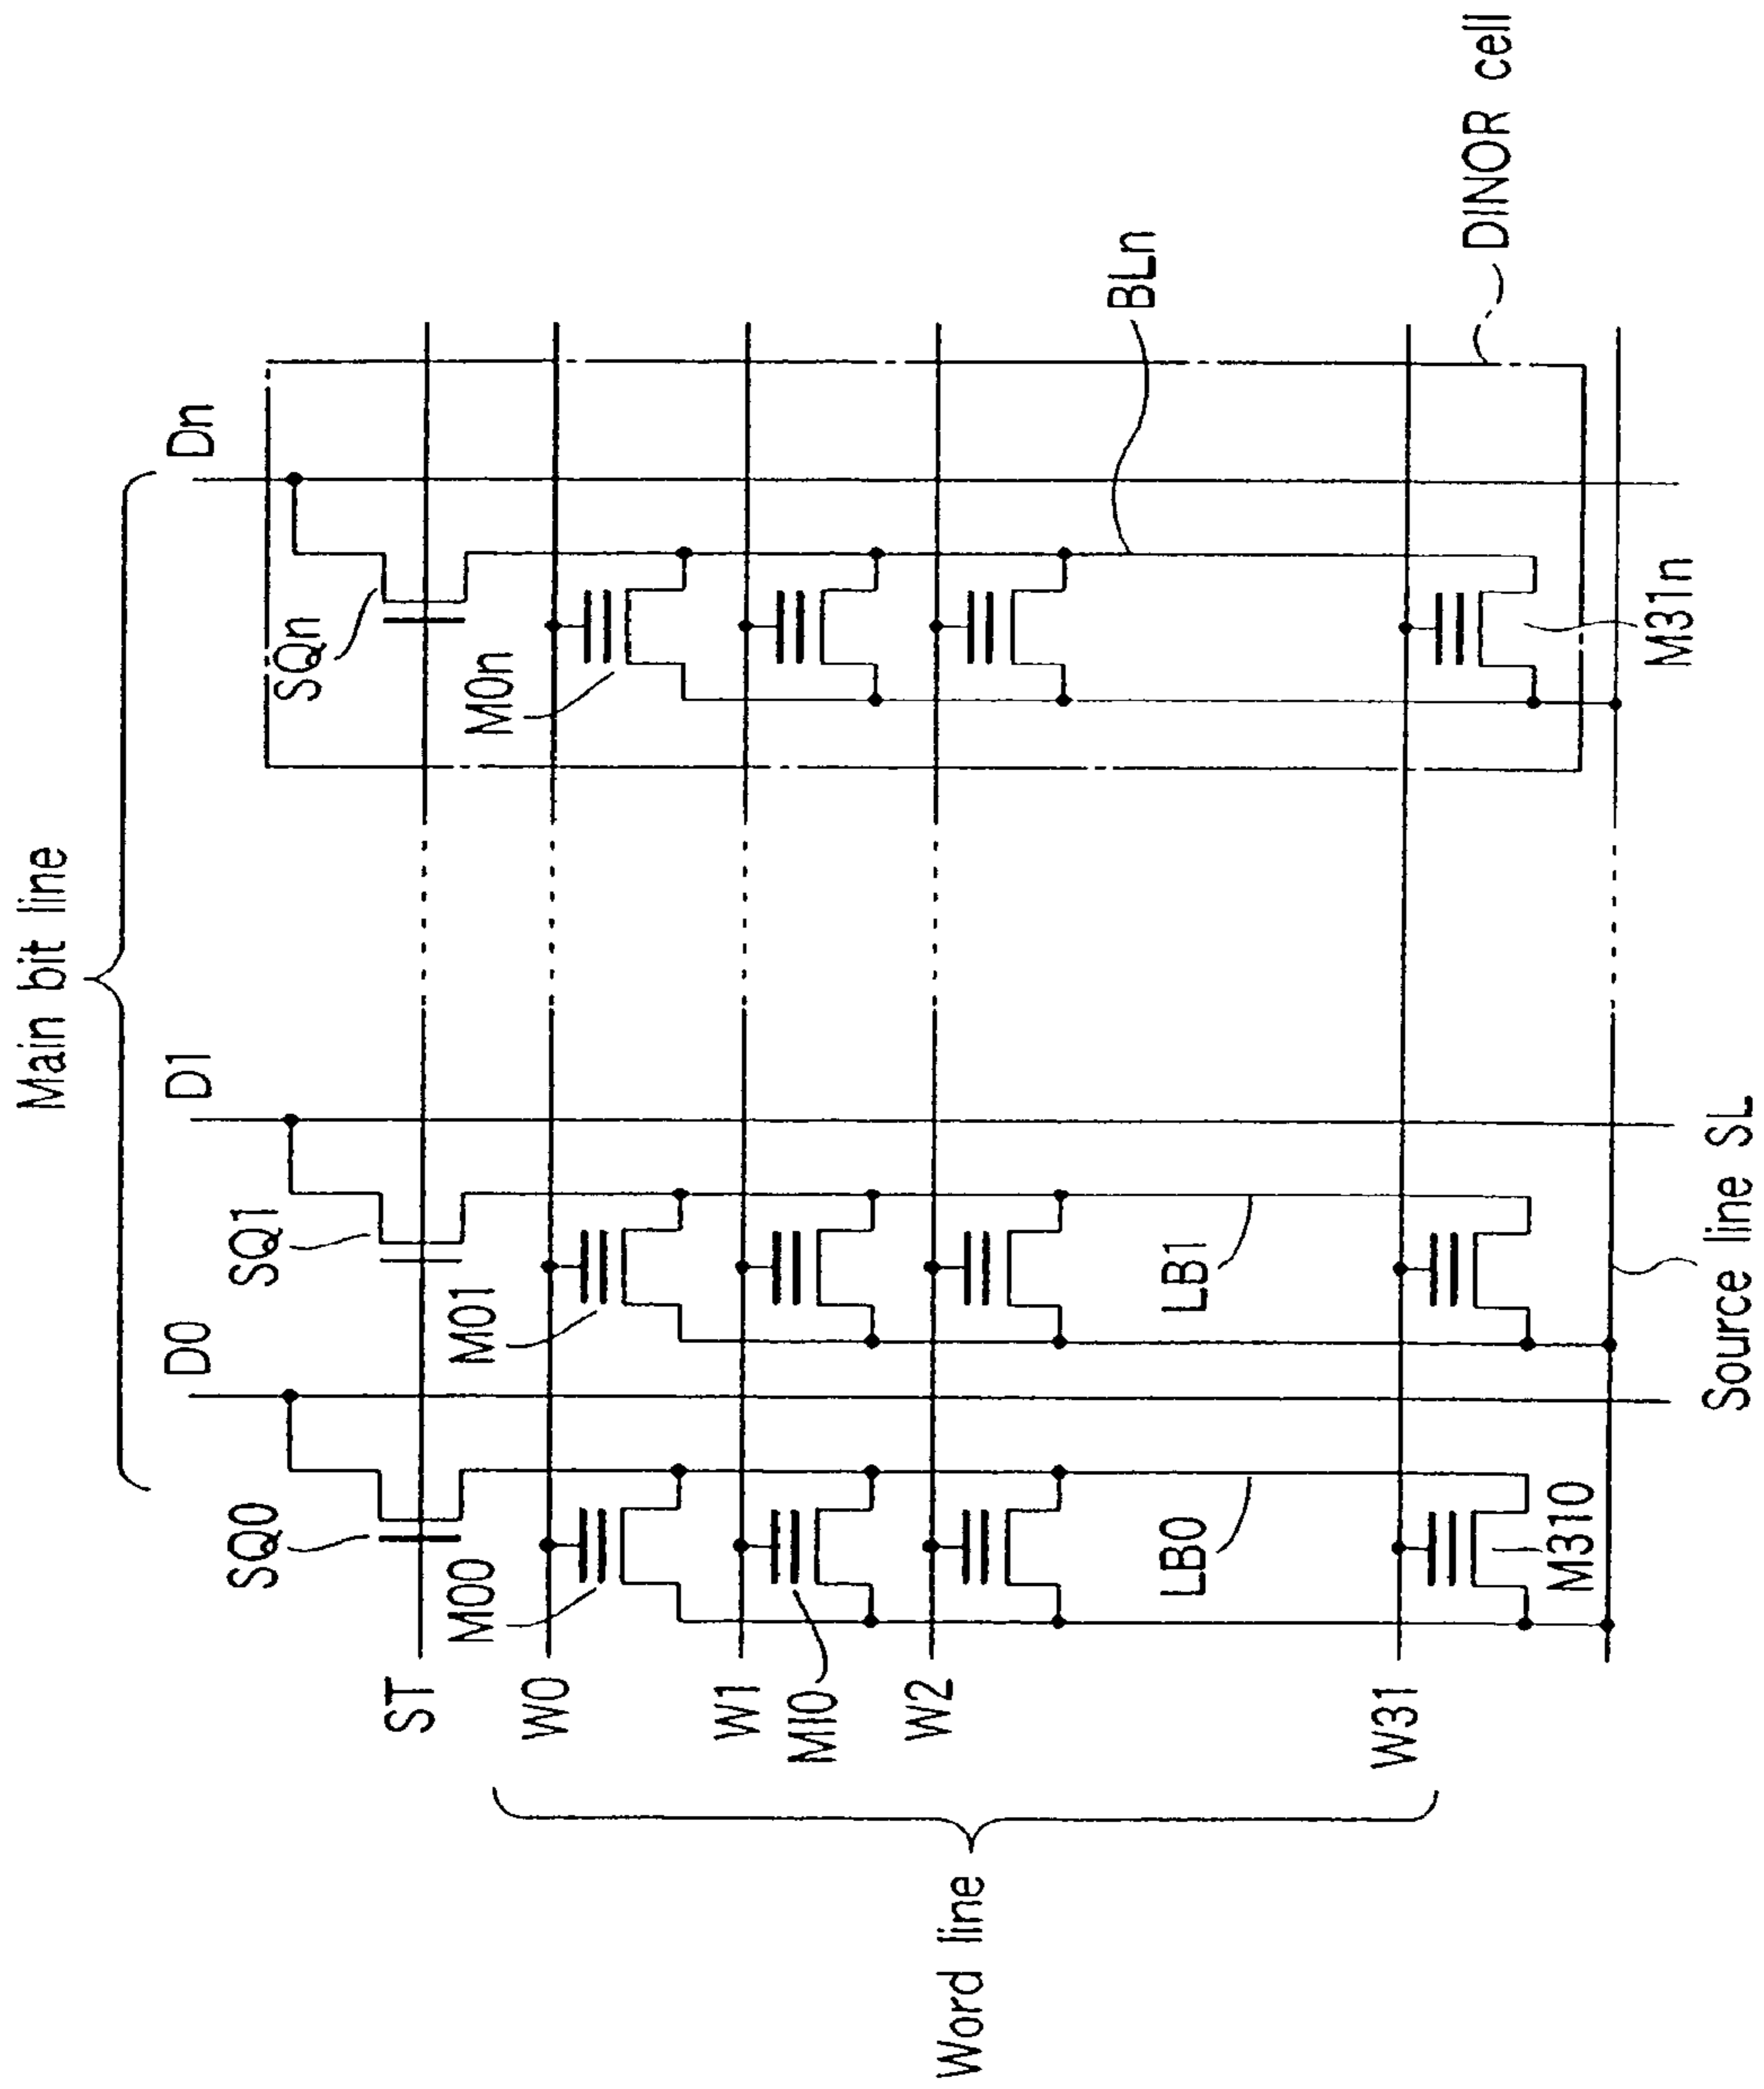 Main bit line
D0
D1
Dn
SQ0
SQ1
SQn
ST
M00
M01
M0n
W0
W1
MI0
W2
BLn
LB0
LB1
W31
M310
M31n
DINOR cell
Source line SL
Word line